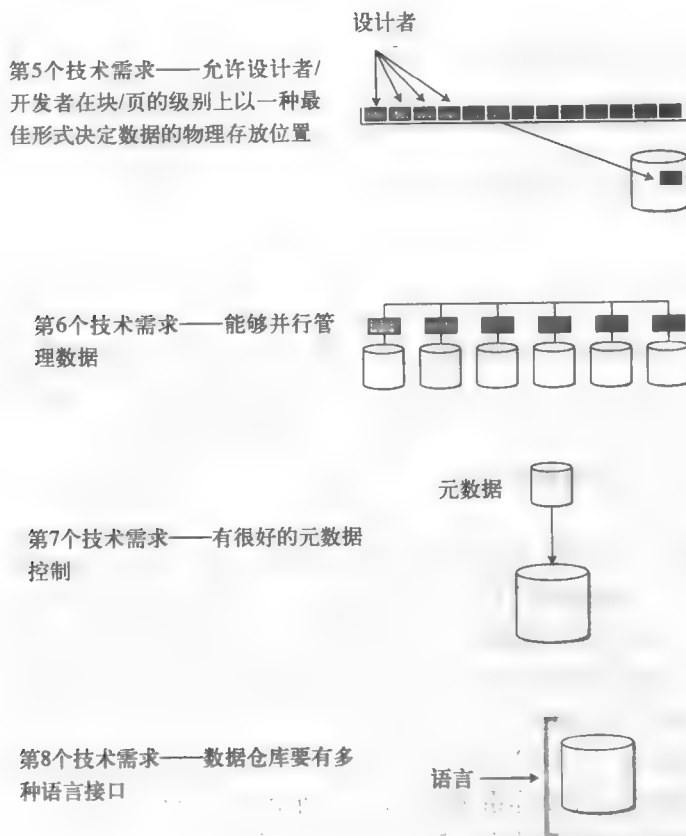 设计者
第5个技术需求——允许设计者/
开发者在块/页的级别上以一种最
佳形式决定数据的物理存放位置
第6个技术需求——能够并行管
理数据
元数据
第7个技术需求——有很好的元数据
控制
第8个技术需求——数据仓库要有多
种语言接口
语言